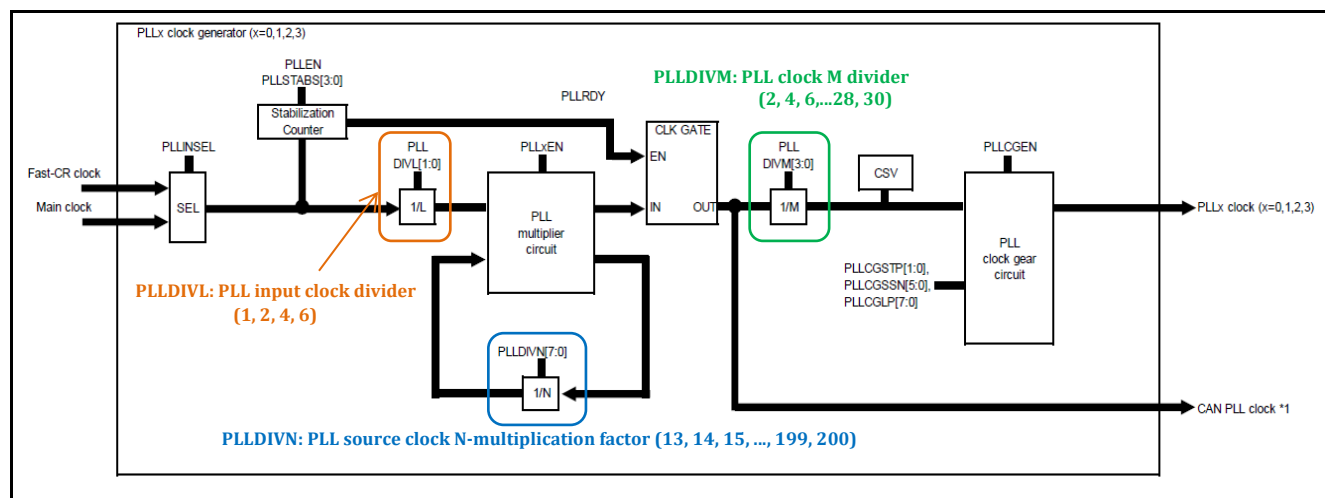 PLLx clock generator (x=0,1,2,3)
PLLEN
PLLSTABS[3:0]
Stabilization
Counter
PLLRDY
PLLDIVM: PLL clock M divider
(2, 4, 6,...28, 30)
PLLINSEL
Fast-CR clock
Main clock
SEL
PLL
DIVL[1:0]
1/L
PLLxEN
PLL
multiplier
circuit
CLK GATE
EN
IN
OUT
PLL
DIVM[3:0]
1/M
CSV
PLLCGEN
PLL
clock gear
circuit
PLLx clock (x=0,1,2,3)
PLLCGSTP[1:0],
PLLCGSSN[5:0],
PLLCGLP[7:0]
PLLDIVL: PLL input clock divider
(1, 2, 4, 6)
PLLDIVN[7:0]
1/N
CAN PLL clock *1
PLLDIVN: PLL source clock N-multiplication factor (13, 14, 15, ..., 199, 200)